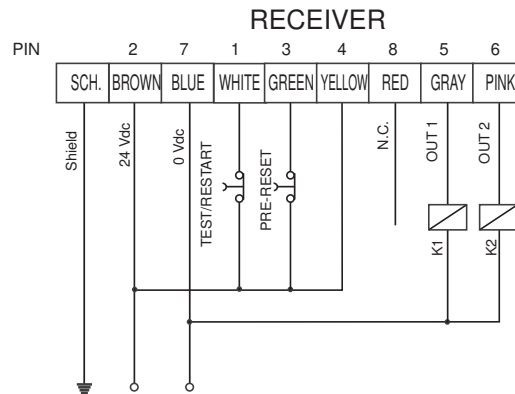 RECEIVER
PIN 2 7 1 3 4 8 5 6
SCH. BROWN BLUE WHITE GREEN YELLOW RED GRAY PINK
Shield
24 Vdc
0 Vdc
TEST/RESTART
PRE-RESET
N.C.
OUT 1
OUT 2
K1
K2